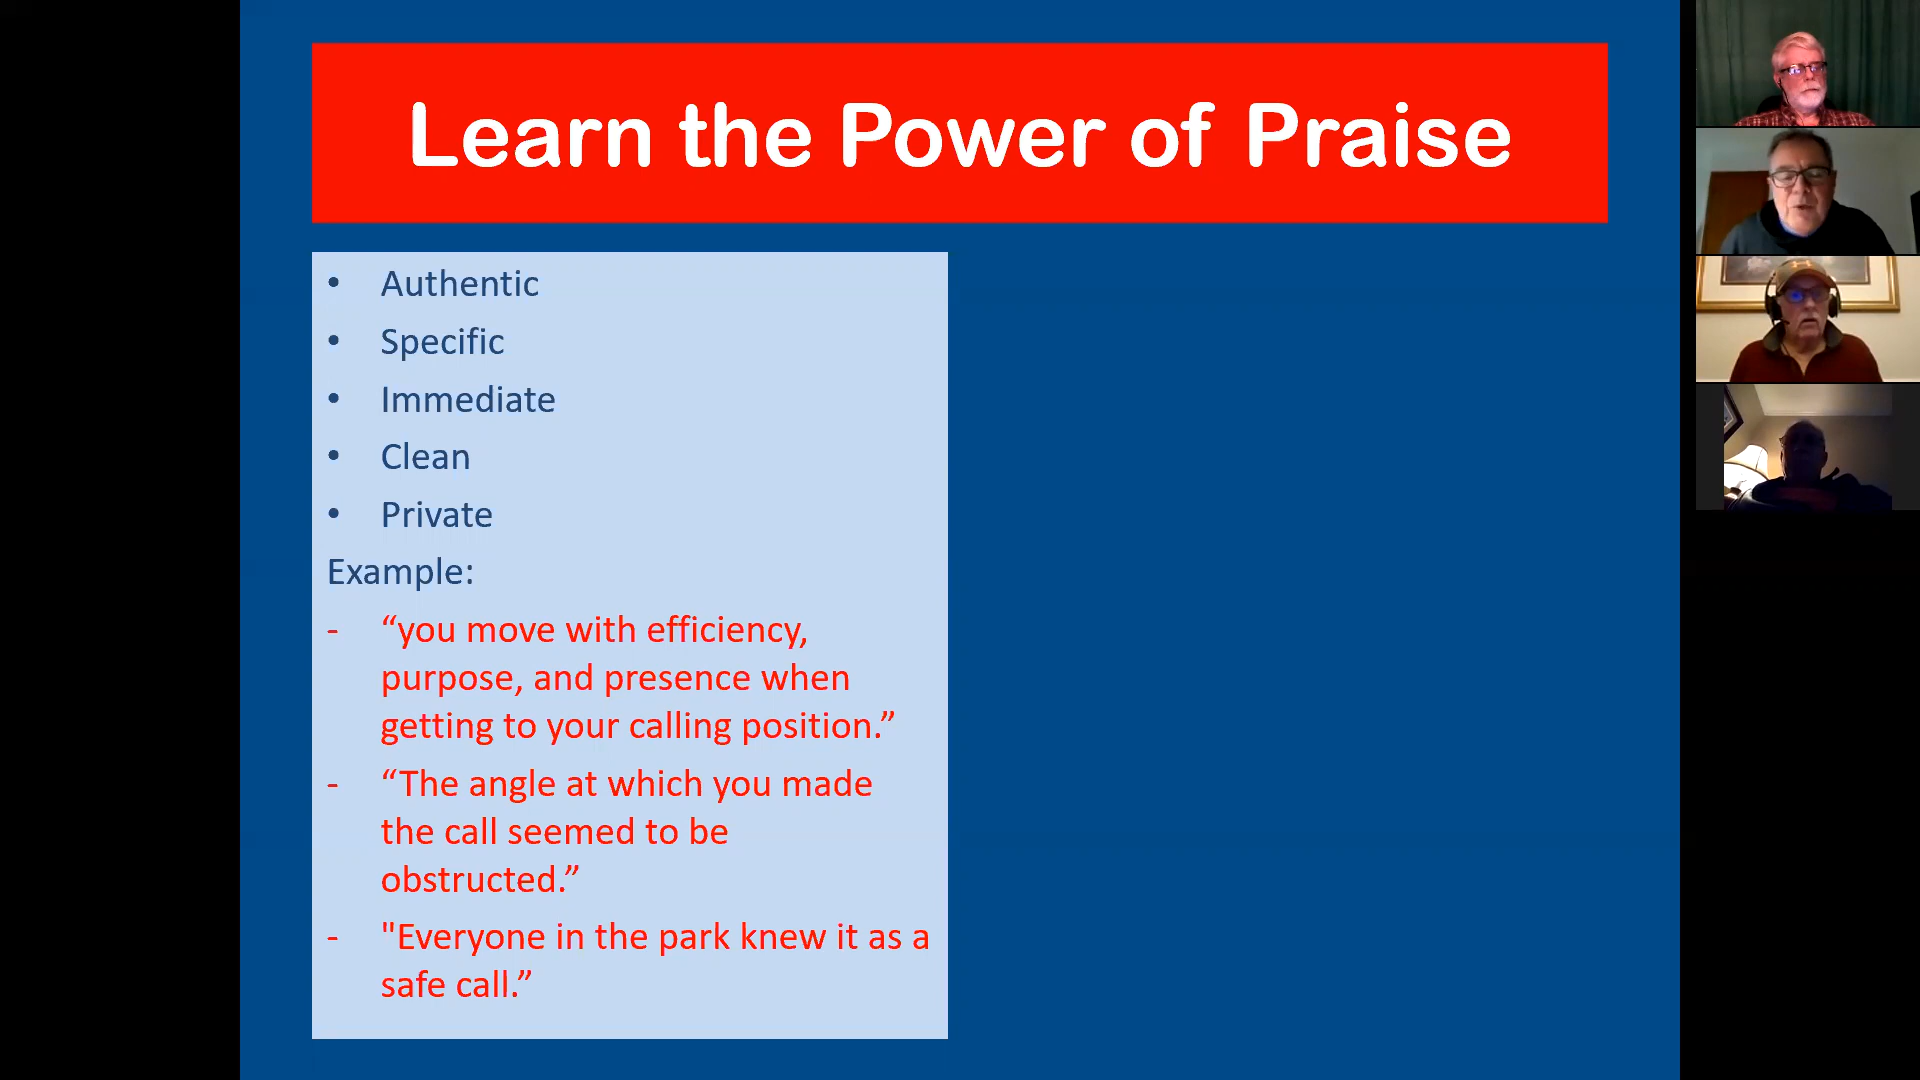 Learn the Power of Praise
• Authentic
• Specific
• Immediate
• Clean
• Private
Example:
- “you move with efficiency,
purpose, and presence when
getting to your calling position.”
- “The angle at which you made
the call seemed to be
obstructed.”
- "Everyone in the park knew it as a
safe call.”